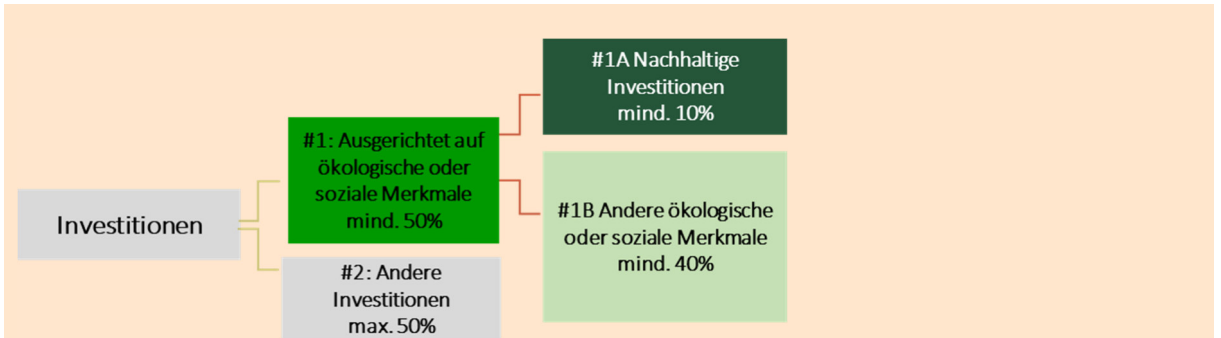 Investitionen
#1: Ausgerichtet auf
ökologische oder
soziale Merkmale
mind. 50%
#2: Andere
Investitionen
max. 50%
#1A Nachhaltige
Investitionen
mind. 10%
#1B Andere ökologische
oder soziale Merkmale
mind. 40%